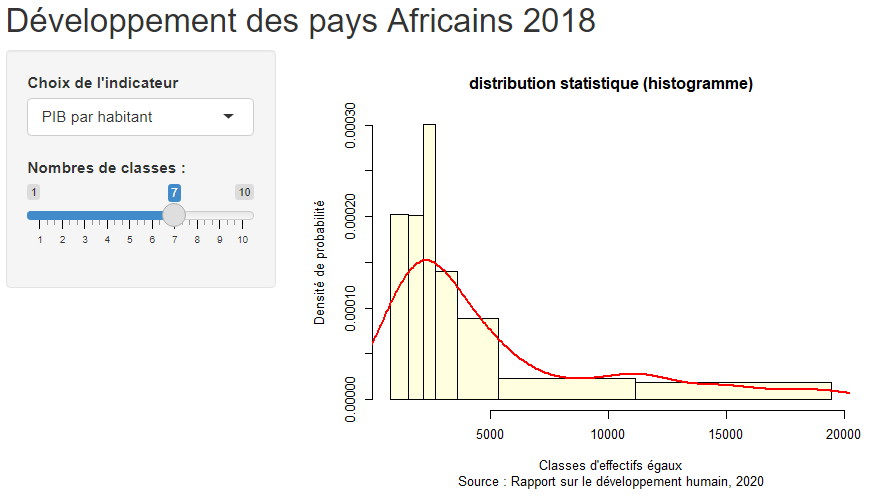 Développement des pays Africains 2018
Choix de l'indicateur
PIB par habitant
Nombres de classes :
1 7 10
1 2 3 4 5 6 7 8 9 10
distribution statistique (histogramme)
Densité de probabilité
0.00000 0.00010 0.00020 0.00030
5000 10000 15000 20000
Classes d'effectifs égaux
Source : Rapport sur le dévéloppement humain, 2020